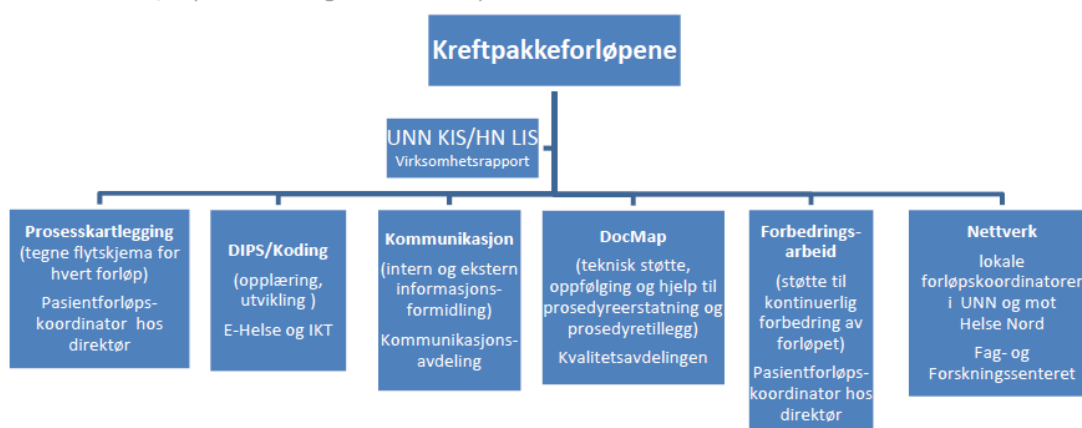 Kreftpakkeforløpene
UNN KIS/HN LIS
Virksomhetsrapport
Prosesskartlegging
(tegne flytskjema for
hvert forløp)
Pasientforløps-
koordinator hos
direktør
DIPS/Koding
(opplæring,
utvikling )
E-Helse og IKT
Kommunikasjon
(intern og ekstern
informasjons-
formidling)
Kommunikasjons-
avdeling
DocMap
(teknisk støtte,
oppfølging og hjelp til
prosedyreerstatning og
prosedyretillegg)
Kvalitetsavdelingen
Forbedrings-
arbeid
(støtte til
kontinuerlig
forbedring av
forløpet)
Pasientforløps-
koordinator hos
direktør
Nettverk
lokale
forløpskoordinatorer
i UNN og mot
Helse Nord
Fag- og
Forskningssenteret